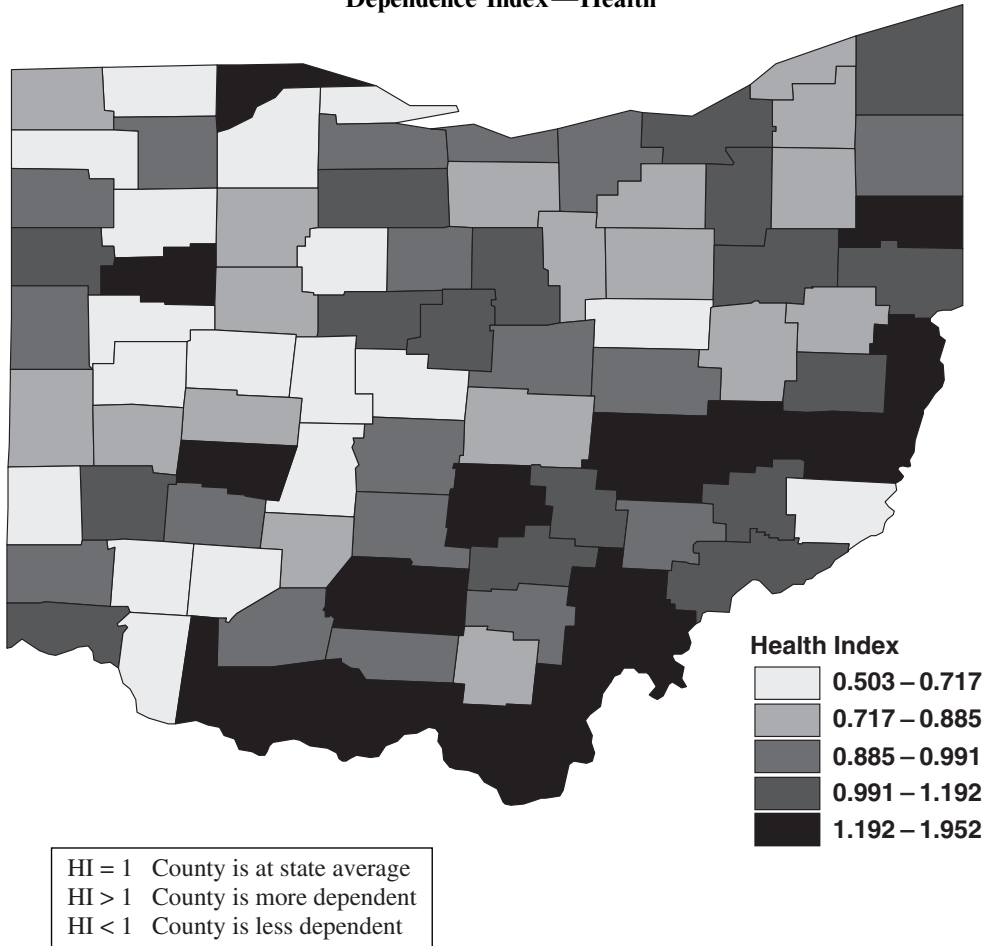 Dependence Index—Health
Health Index
0.503 – 0.717
0.717 – 0.885
0.885 – 0.991
0.991 – 1.192
1.192 – 1.952
HI = 1 County is at state average
HI > 1 County is more dependent
HI < 1 County is less dependent